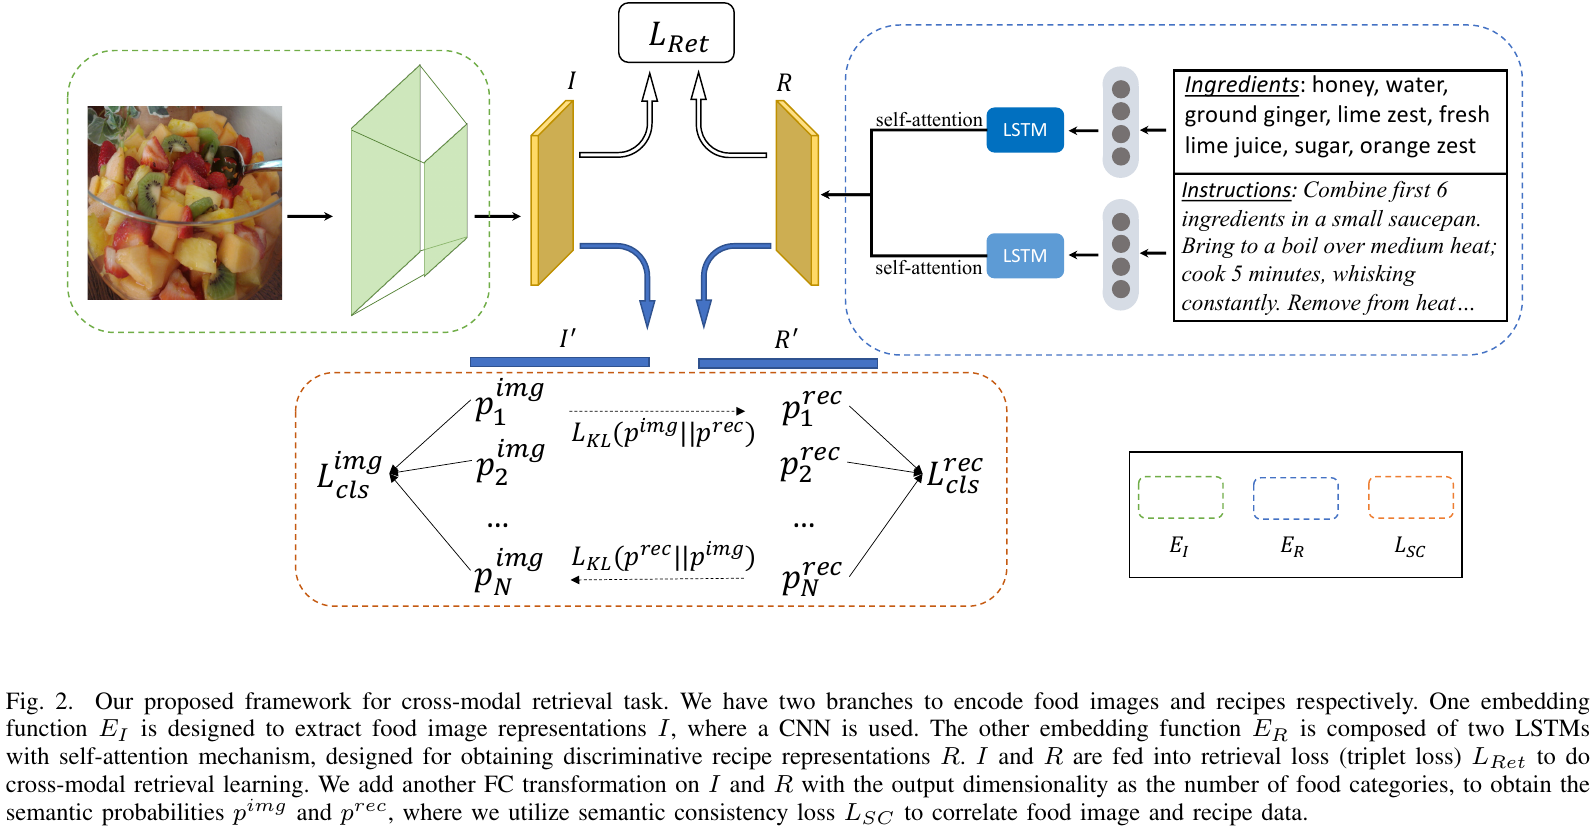 L_{Ret}
I
R
self-attention
LSTM
Ingredients: honey, water,
ground ginger, lime zest, fresh
lime juice, sugar, orange zest
self-attention
LSTM
Instructions: Combine first 6
ingredients in a small saucepan.
Bring to a boil over medium heat;
cook 5 minutes, whisking
constantly. Remove from heat…
I′
R′
p_1^{img}
L_{KL}(p^{img}||p^{rec})
p_1^{rec}
L_{cls}^{img}
p_2^{img}
p_2^{rec}
L_{cls}^{rec}
...
...
p_N^{img}
L_{KL}(p^{rec}||p^{img})
p_N^{rec}
E_I
E_R
L_{SC}
Fig. 2. Our proposed framework for cross-modal retrieval task. We have two branches to encode food images and recipes respectively. One embedding
function E_I is designed to extract food image representations I, where a CNN is used. The other embedding function E_R is composed of two LSTMs
with self-attention mechanism, designed for obtaining discriminative recipe representations R. I and R are fed into retrieval loss (triplet loss) L_{Ret} to do
cross-modal retrieval learning. We add another FC transformation on I and R with the output dimensionality as the number of food categories, to obtain the
semantic probabilities p^{img} and p^{rec}, where we utilize semantic consistency loss L_{SC} to correlate food image and recipe data.